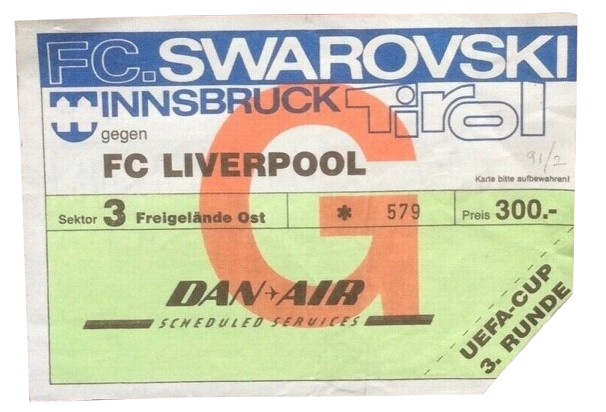 FC. SWAROVSKI
INNSBRUCK Tirol
gegen
FC LIVERPOOL
91/2
Karte bitte aufbewahren!
Sektor 3 Freigelände Ost * 579 Preis 300.-
G
DAN AIR
SCHEDULED SERVICES
UEFA-CUP
3. RUNDE